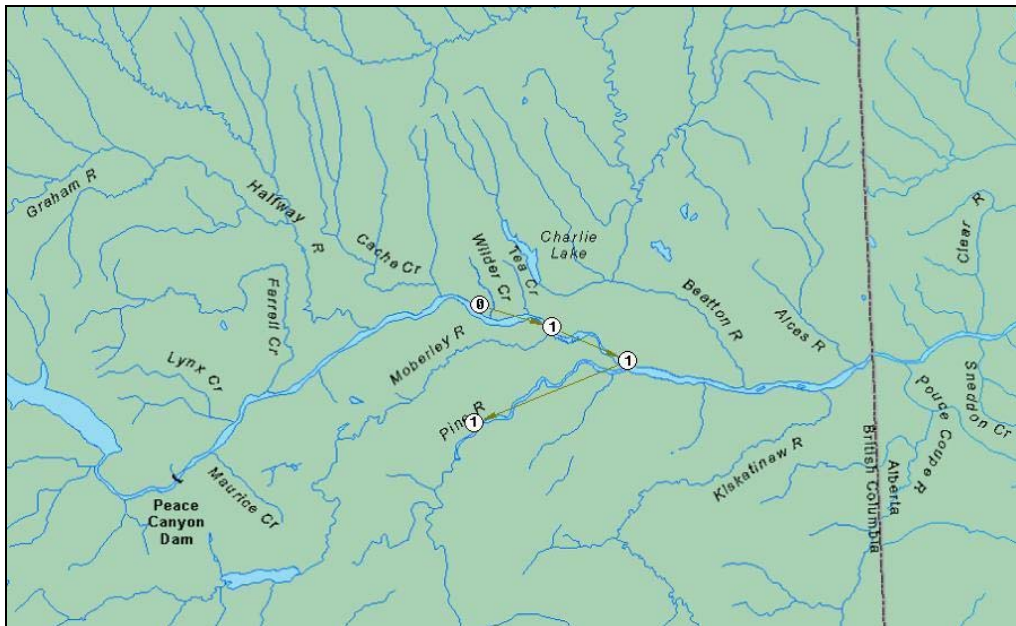 Graham R
Halfway R
Cache Cr
Wilder Cr
Tea Cr
Charlie
Lake
Clear R
Farrell Cr
Lynx Cr
Moberley R
Beatton R
Alces R
0
1
1
1
Pine R
Pouce Coupe R
Sneddon Cr
Maurice Cr
Kiskatinaw R
Peace
Canyon
Dam
British Columbia
Alberta